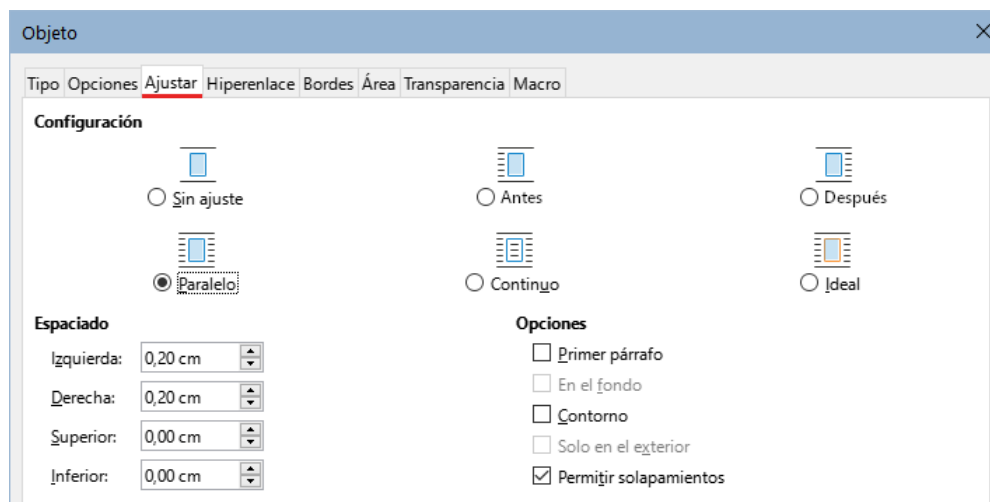 Objeto
Tipo Opciones Ajustar Hiperenlace Bordes Área Transparencia Macro
Configuración
Sin ajuste Antes Después
Paralelo Continuo Ideal
Espaciado Opciones
Izquierda: 0,20 cm Primer párrafo
En el fondo
Derecha: 0,20 cm Contorno
Superior: 0,00 cm Solo en el exterior
Inferior: 0,00 cm Permitir solapamientos